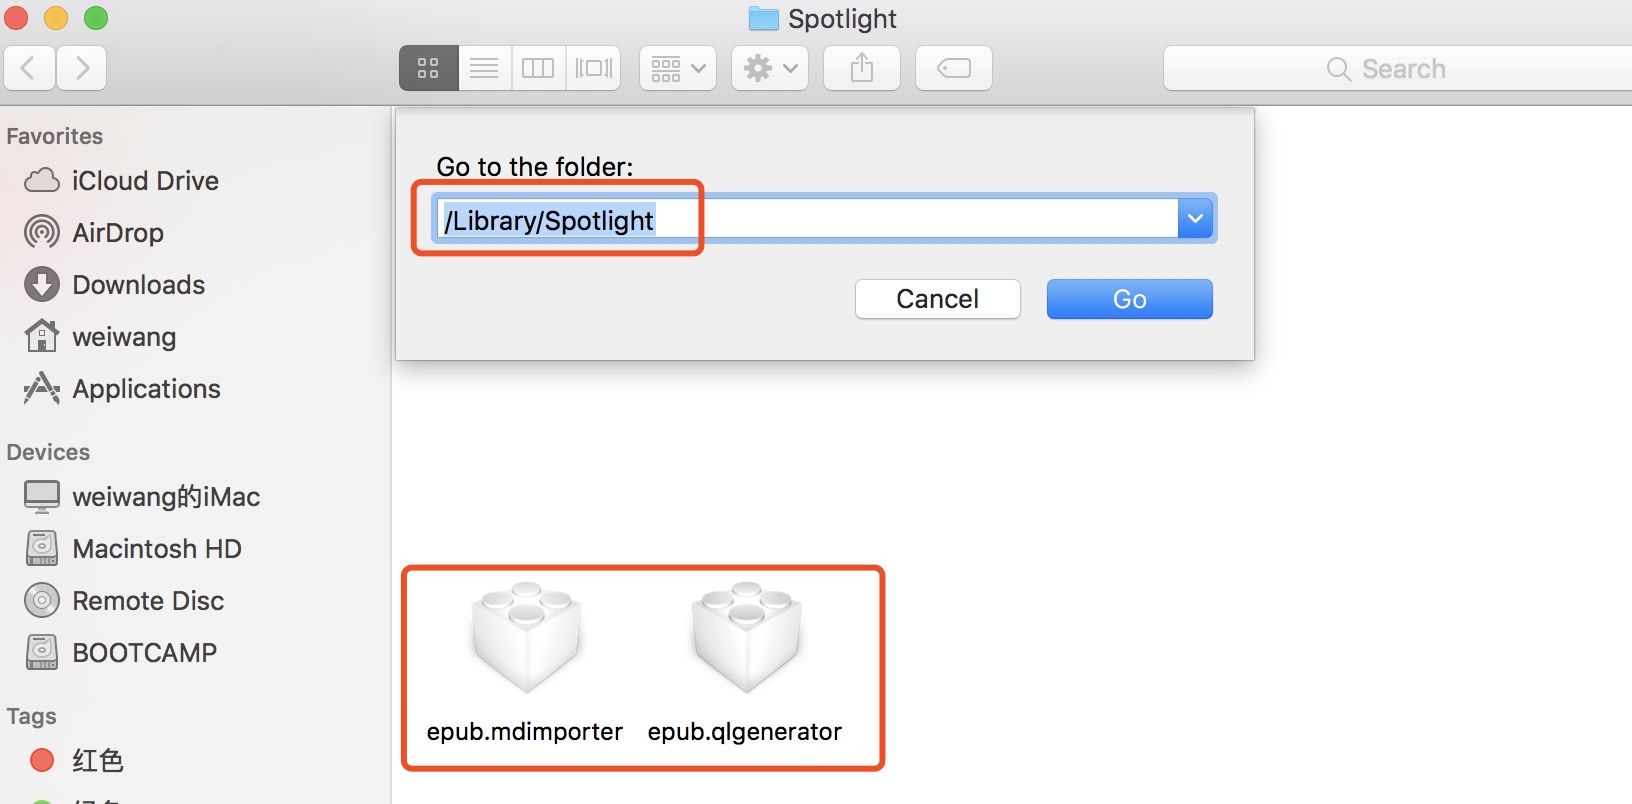 Spotlight
Search
Favorites
iCloud Drive
AirDrop
Downloads
weiwang
Applications
Devices
weiwang的iMac
Macintosh HD
Remote Disc
BOOTCAMP
Tags
红色
Go to the folder:
/Library/Spotlight
Cancel
Go
epub.mdimporter
epub.qlgenerator